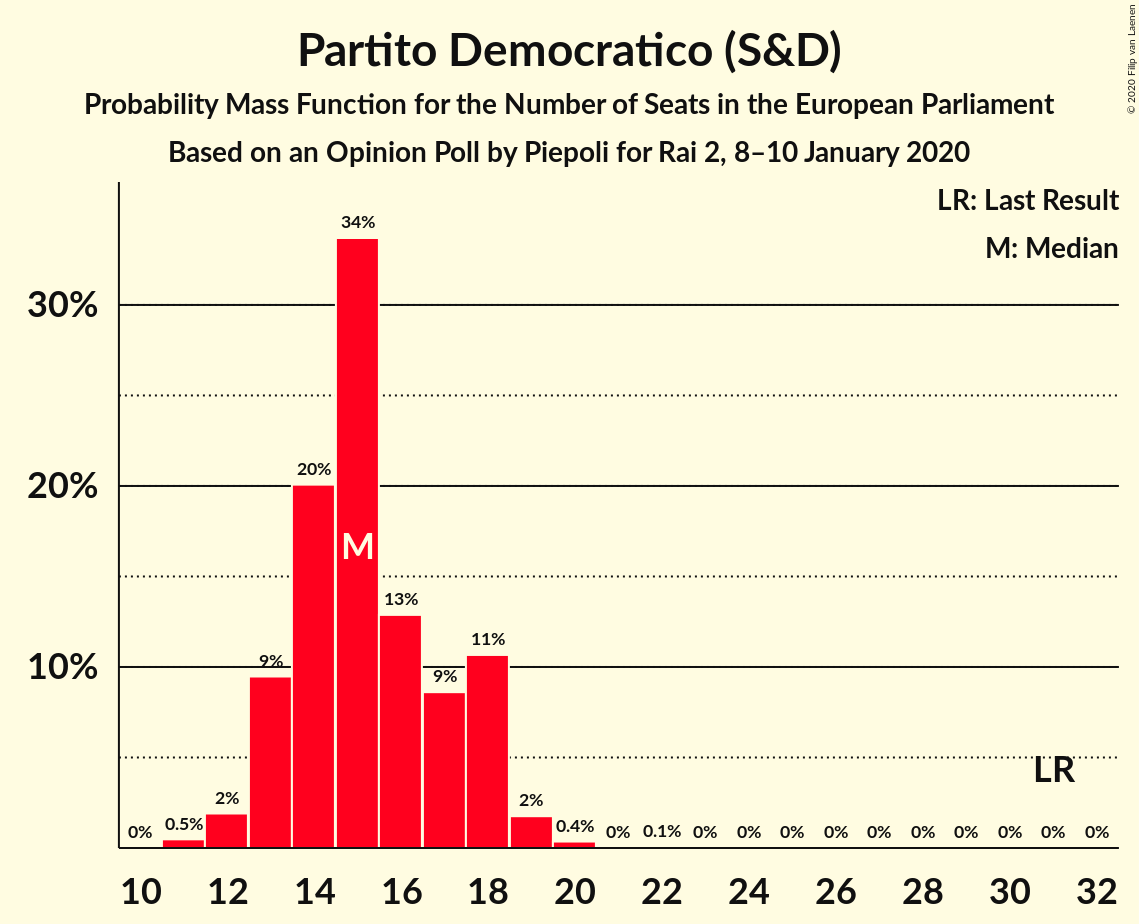 Partito Democratico (S&D)
Probability Mass Function for the Number of Seats in the European Parliament
Based on an Opinion Poll by Piepoli for Rai 2, 8–10 January 2020
© 2020 Filip van Laenen
LR: Last Result
M: Median
34%
30%
20%
20%
M
13%
11%
9%
9%
10%
LR
2%
2%
0%
0.5%
0.4%
0%
0.1%
0%
0%
0%
0%
0%
0%
0%
0%
0%
0%
10 12 14 16 18 20 22 24 26 28 30 32